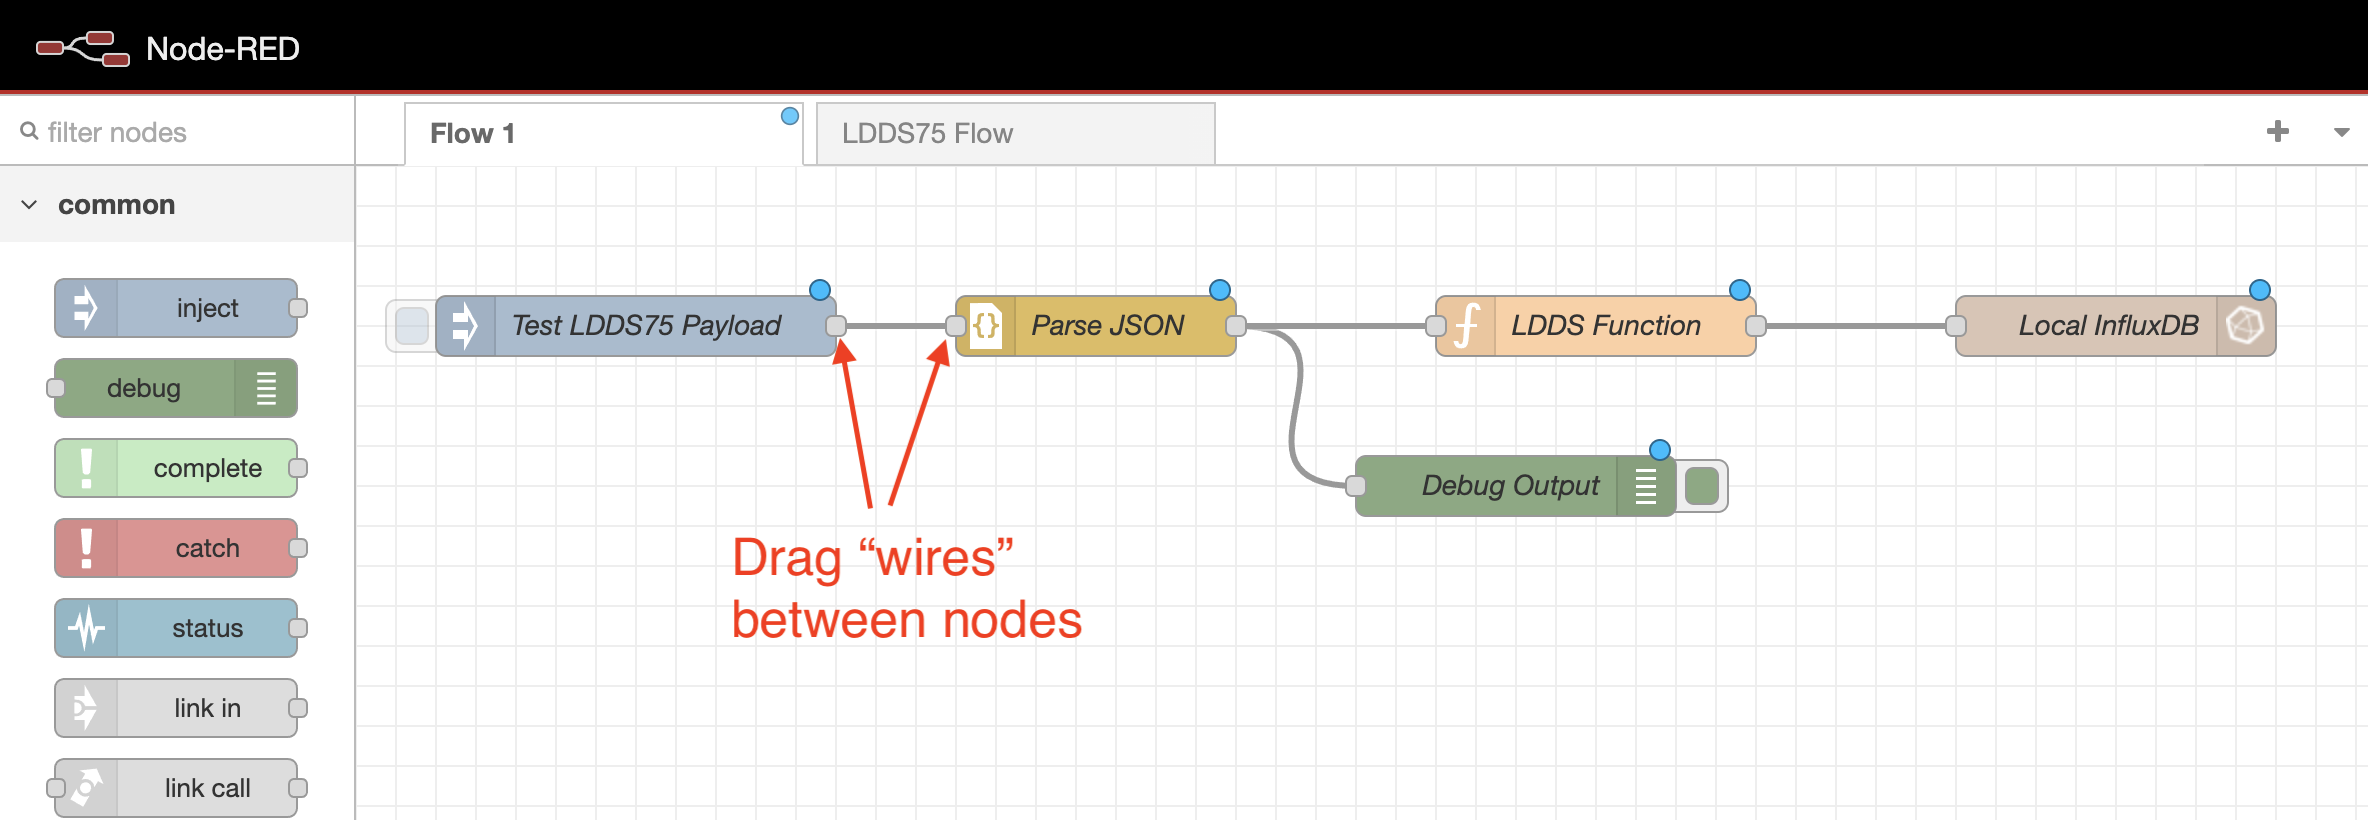 Node-RED
filter nodes
Flow 1
LDDS75 Flow
common
inject
debug
complete
catch
status
link in
link call
Test LDDS75 Payload
Parse JSON
LDDS Function
Local InfluxDB
Debug Output
Drag “wires”
between nodes